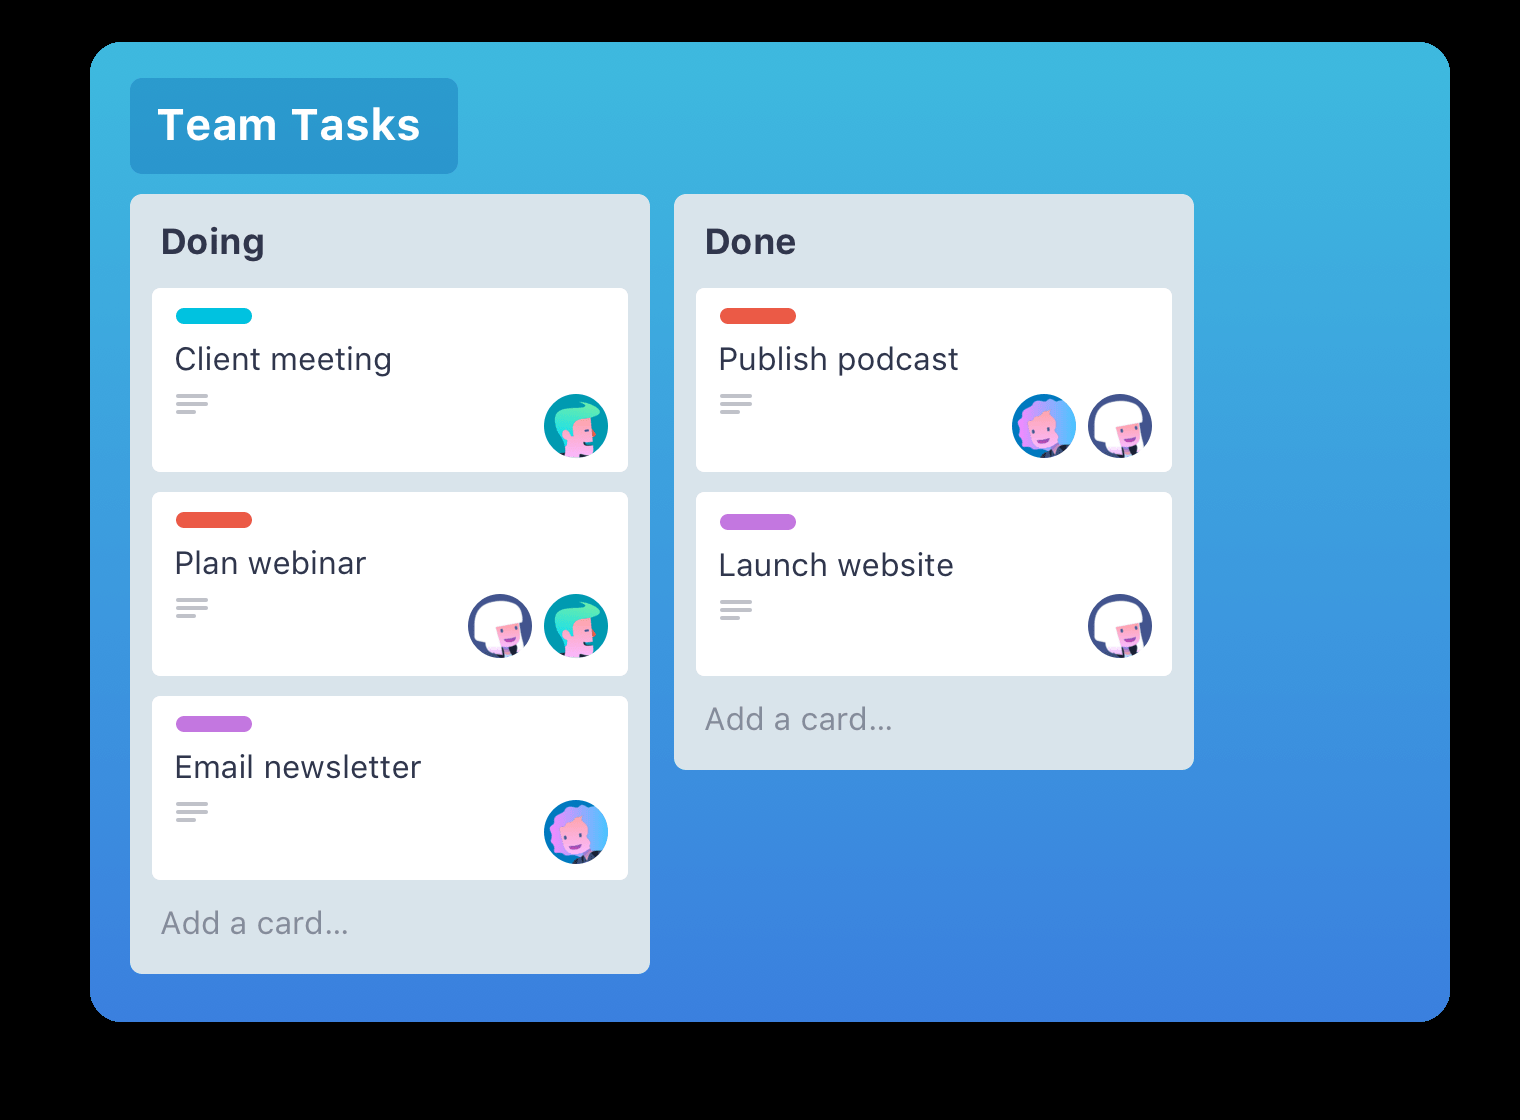 Team Tasks
Doing
Client meeting
Plan webinar
Email newsletter
Add a card...
Done
Publish podcast
Launch website
Add a card...